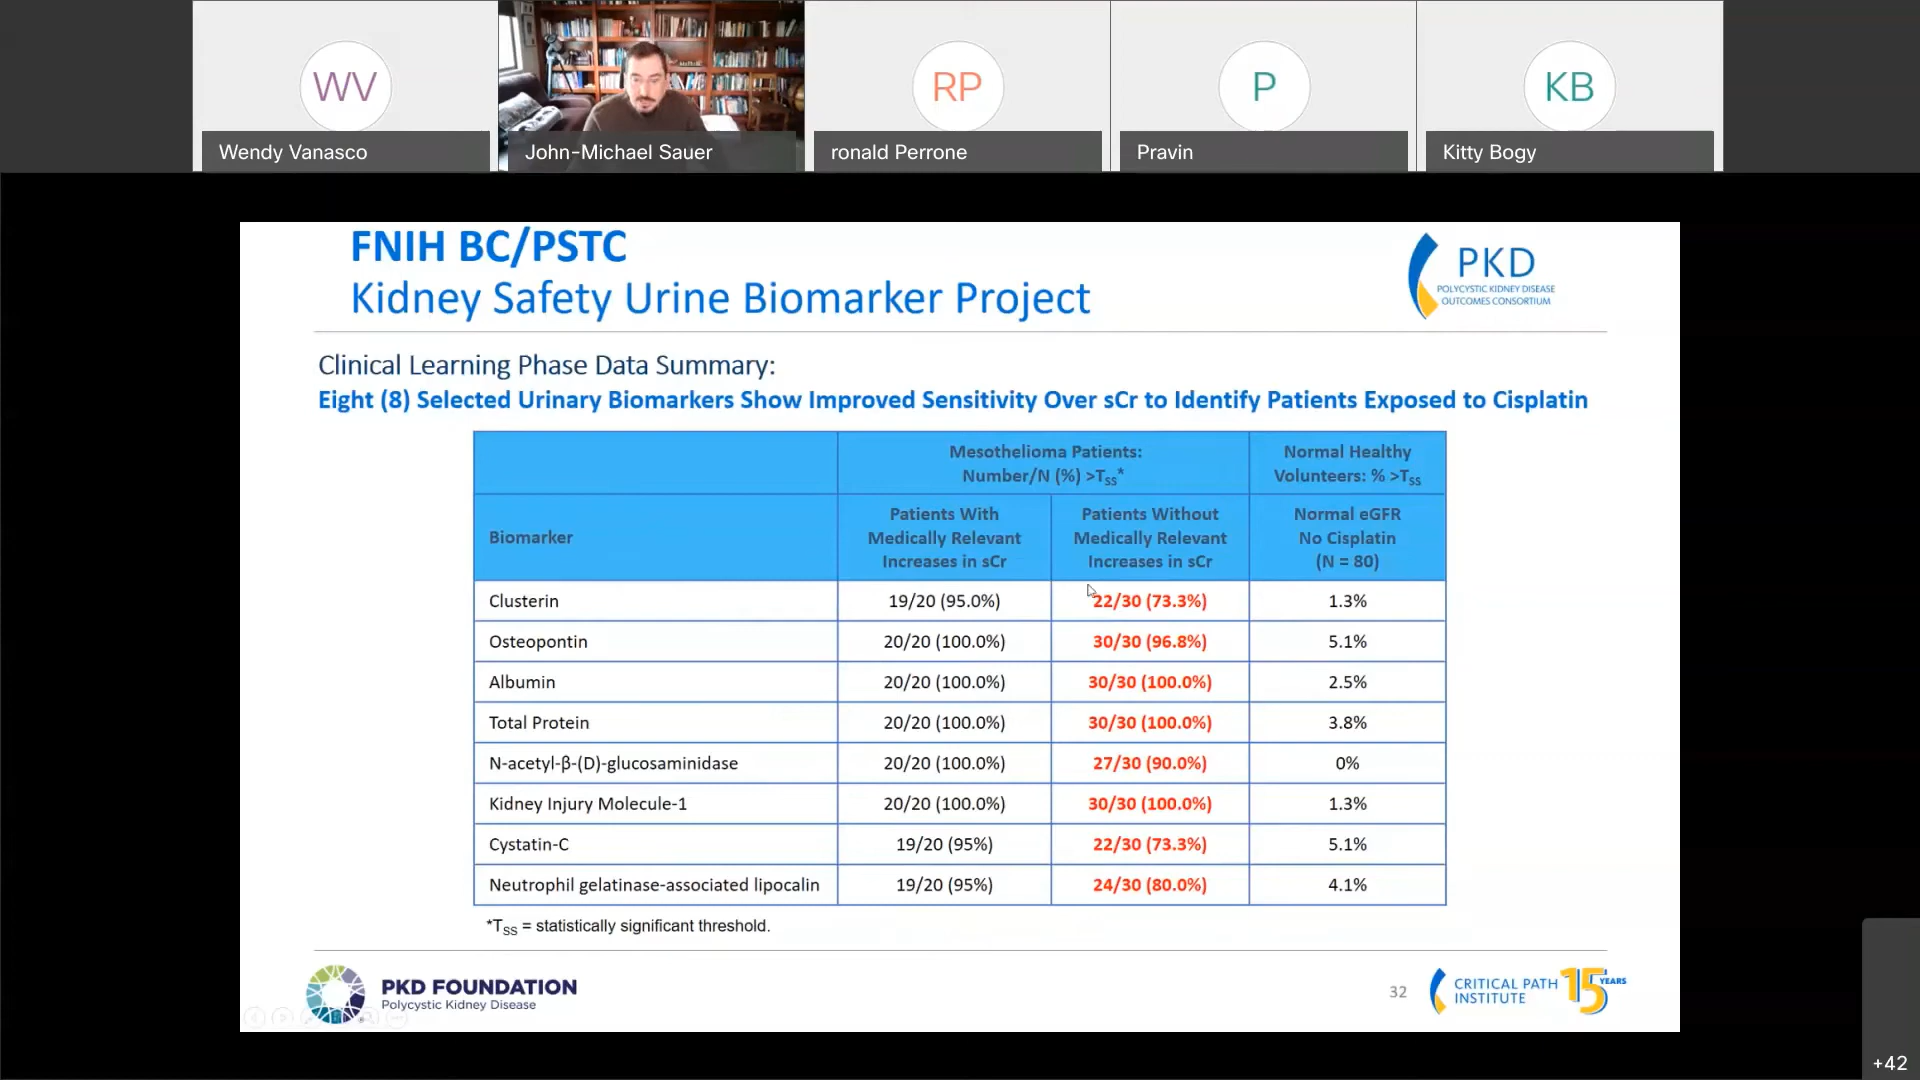 WV
Wendy Vanasco
John-Michael Sauer
RP
ronald Perrone
P
Pravin
KB
Kitty Bogy
FNIH BC/PSTC
Kidney Safety Urine Biomarker Project
PKD
POLYCYSTIC KIDNEY DISEASE
OUTCOMES CONSORTIUM
Clinical Learning Phase Data Summary:
Eight (8) Selected Urinary Biomarkers Show Improved Sensitivity Over sCr to Identify Patients Exposed to Cisplatin
Mesothelioma Patients:
Number/N (%) >TSS*
Normal Healthy
Volunteers: % >TSS
Biomarker
Patients With
Medically Relevant
Increases in sCr
Patients Without
Medically Relevant
Increases in sCr
Normal eGFR
No Cisplatin
(N = 80)
Clusterin 19/20 (95.0%) 22/30 (73.3%) 1.3%
Osteopontin 20/20 (100.0%) 30/30 (96.8%) 5.1%
Albumin 20/20 (100.0%) 30/30 (100.0%) 2.5%
Total Protein 20/20 (100.0%) 30/30 (100.0%) 3.8%
N-acetyl-β-(D)-glucosaminidase 20/20 (100.0%) 27/30 (90.0%) 0%
Kidney Injury Molecule-1 20/20 (100.0%) 30/30 (100.0%) 1.3%
Cystatin-C 19/20 (95%) 22/30 (73.3%) 5.1%
Neutrophil gelatinase-associated lipocalin 19/20 (95%) 24/30 (80.0%) 4.1%
*TSS = statistically significant threshold.
PKD FOUNDATION
Polycystic Kidney Disease
32
CRITICAL PATH
INSTITUTE
15 YEARS
+42